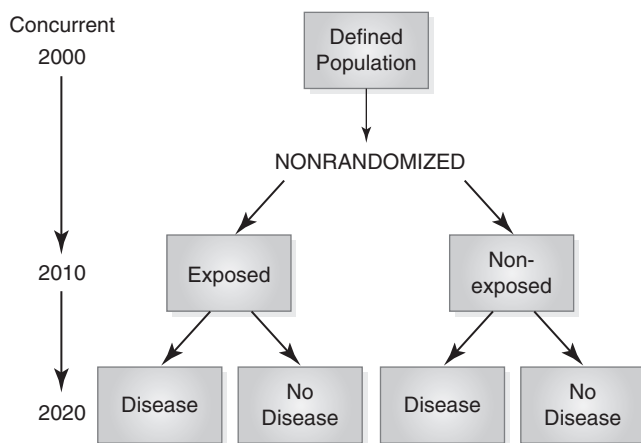 Concurrent
2000
Defined
Population
NONRANDOMIZED
2010
Exposed
Non-
exposed
2020
Disease
No
Disease
Disease
No
Disease